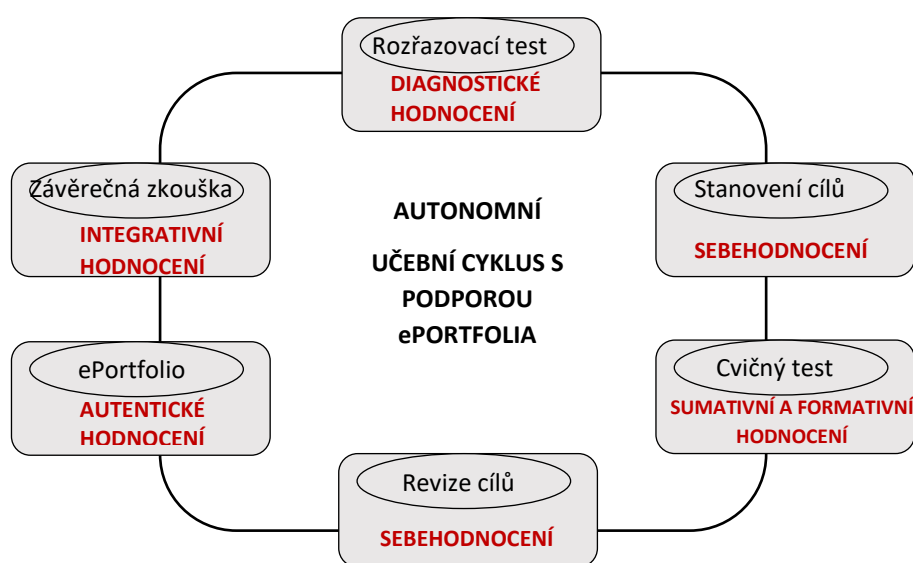 Rozřazovací test
DIAGNOSTICKÉ
HODNOCENÍ
Závěrečná zkouška
INTEGRATIVNÍ
HODNOCENÍ
AUTONOMNÍ
UČEBNÍ CYKLUS S
PODPOROU
ePORTFOLIA
Stanovení cílů
SEBEHODNOCENÍ
ePortfolio
AUTENTICKÉ
HODNOCENÍ
Cvičný test
SUMATIVNÍ A FORMATIVNÍ
HODNOCENÍ
Revize cílů
SEBEHODNOCENÍ